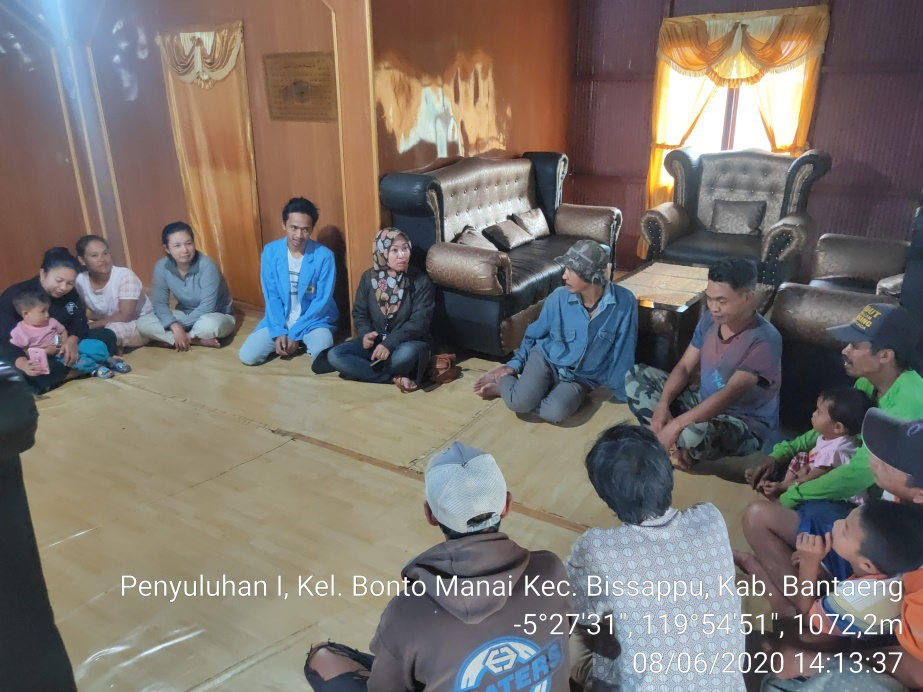 Penyuluhan I, Kel. Bonto Manai Kec. Bissappu, Kab. Bantaeng
-5°27'31", 119°54'51", 1072,2m
08/06/2020 14:13:37